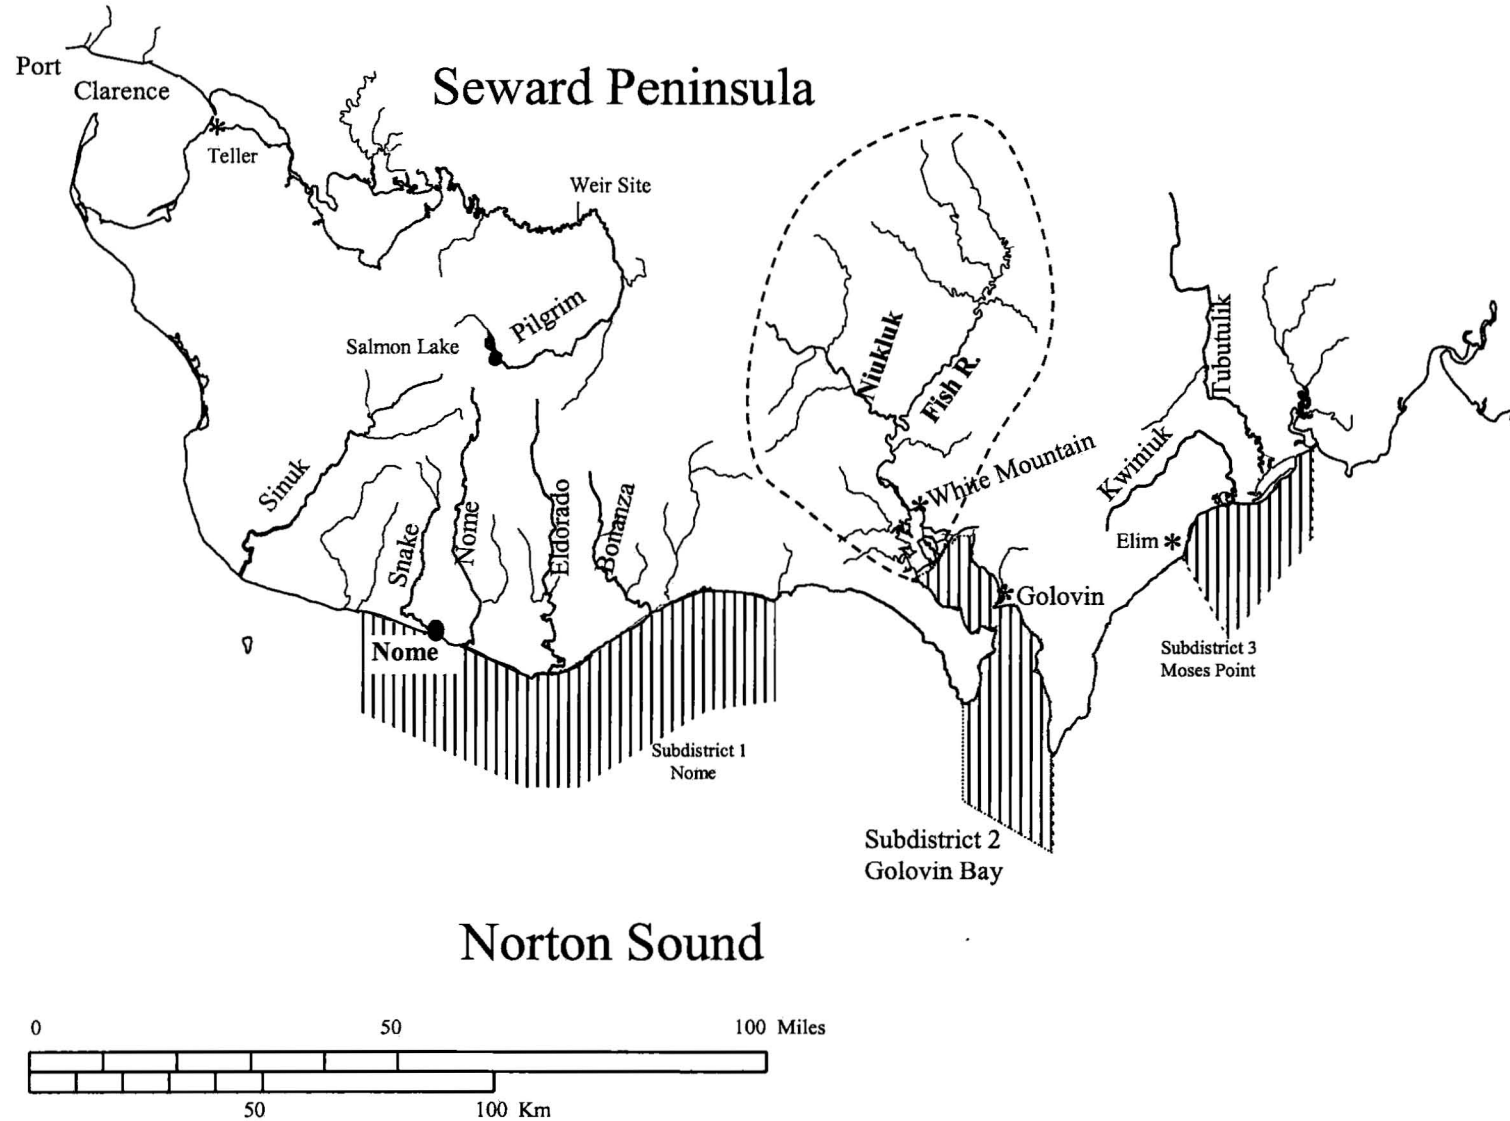 Seward Peninsula
Port
Clarence
Teller
Weir Site
Pilgrim
Salmon Lake
Sinuk
Snake
Nome
Eldorado
Bonanza
Niukluk
Fish R.
White Mountain
Tubutulik
Kwiniuk
Elim
Golovin
Nome
Subdistrict 3
Moses Point
Subdistrict 1
Nome
Subdistrict 2
Golovin Bay
Norton Sound
0 50 100 Miles
50 100 Km